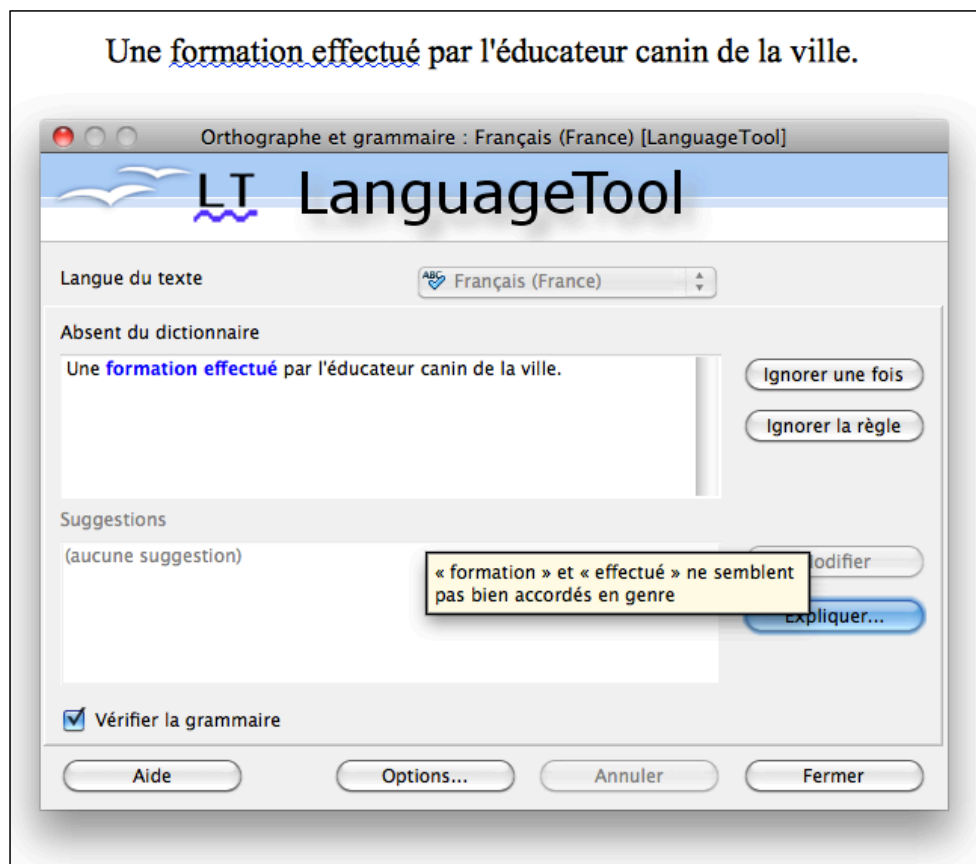 Une formation effectué par l'éducateur canin de la ville.
Orthographe et grammaire : Français (France) [LanguageTool]
LT LanguageTool
Langue du texte
ABC Français (France)
Absent du dictionnaire
Une formation effectué par l'éducateur canin de la ville.
Ignorer une fois
Ignorer la règle
Suggestions
(aucune suggestion)
« formation » et « effectué » ne semblent
pas bien accordés en genre
Expliquer...
Vérifier la grammaire
Aide
Options...
Annuler
Fermer